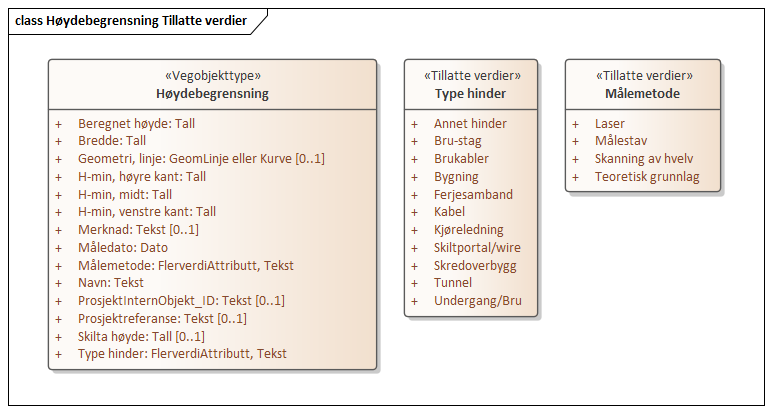 class Høydebegrensning Tillatte verdier
«Vegobjekttype»
Høydebegrensning
+ Beregnet høyde: Tall
+ Bredde: Tall
+ Geometri, linje: GeomLinje eller Kurve [0..1]
+ H-min, høyre kant: Tall
+ H-min, midt: Tall
+ H-min, venstre kant: Tall
+ Merknad: Tekst [0..1]
+ Måledato: Dato
+ Målemetode: FlerverdiAttributt, Tekst
+ Navn: Tekst
+ ProsjektInternObjekt_ID: Tekst [0..1]
+ Prosjektreferanse: Tekst [0..1]
+ Skilta høyde: Tall [0..1]
+ Type hinder: FlerverdiAttributt, Tekst
«Tillatte verdier»
Type hinder
+ Annet hinder
+ Bru-stag
+ Brukabler
+ Bygning
+ Ferjesamband
+ Kabel
+ Kjøreledning
+ Skiltportal/wire
+ Skredoverbygg
+ Tunnel
+ Undergang/Bru
«Tillatte verdier»
Målemetode
+ Laser
+ Målestav
+ Skanning av hvelv
+ Teoretisk grunnlag